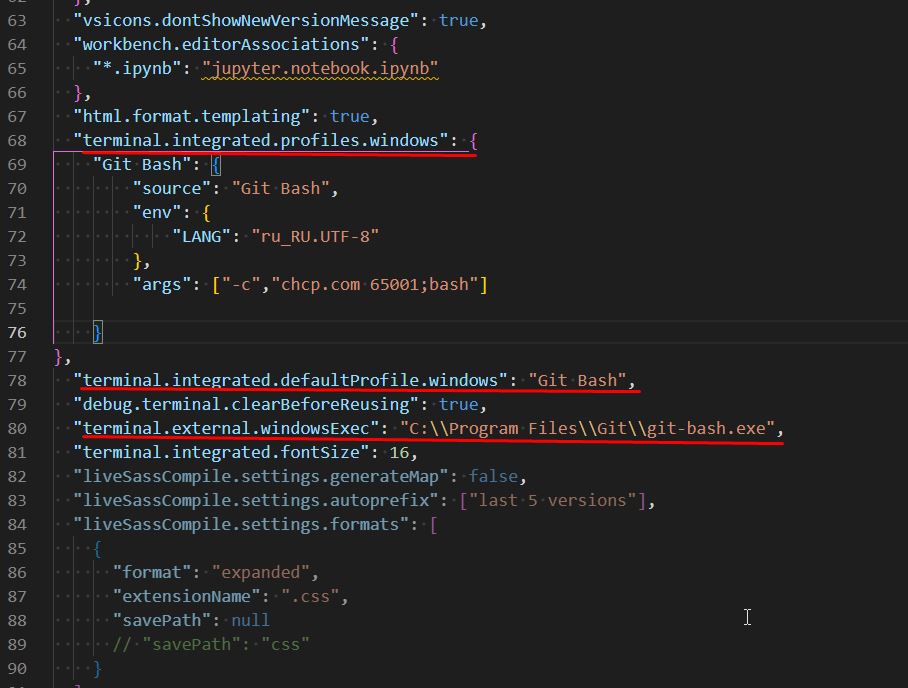 63 "vsicons.dontShowNewVersionMessage": true,
64 "workbench.editorAssociations": {
65 "*.ipynb": "jupyter.notebook.ipynb"
66 },
67 "html.format.templating": true,
68 "terminal.integrated.profiles.windows": {
69 "Git Bash": {
70 "source": "Git Bash",
71 "env": {
72 "LANG": "ru_RU.UTF-8"
73 },
74 "args": ["-c","chcp.com 65001;bash"]
75
76 }
77 },
78 "terminal.integrated.defaultProfile.windows": "Git Bash",
79 "debug.terminal.clearBeforeReusing": true,
80 "terminal.external.windowsExec": "C:\\Program Files\\Git\\git-bash.exe",
81 "terminal.integrated.fontSize": 16,
82 "liveSassCompile.settings.generateMap": false,
83 "liveSassCompile.settings.autoprefix": ["last 5 versions"],
84 "liveSassCompile.settings.formats": [
85 {
86 "format": "expanded",
87 "extensionName": ".css",
88 "savePath": null
89 // "savePath": "css"
90 }